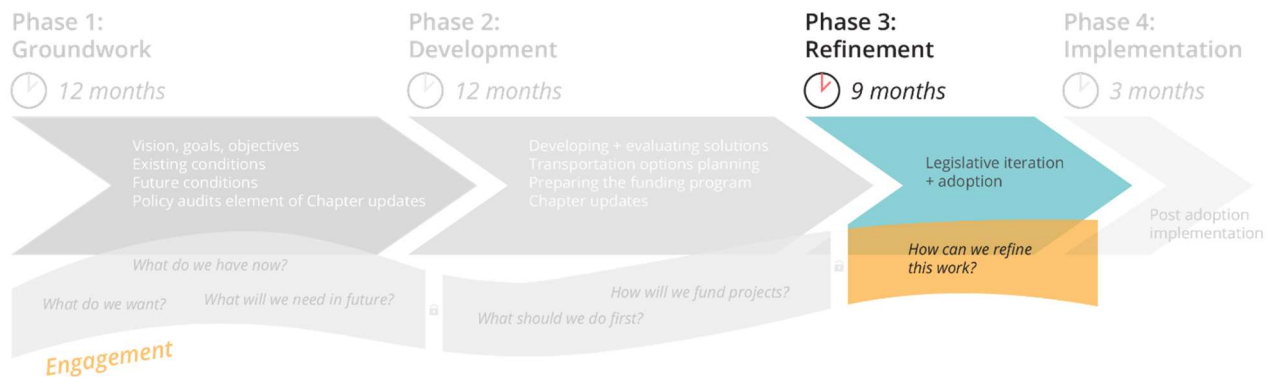 Phase 1:
Groundwork
12 months
Vision, goals, objectives
Existing conditions
Future conditions
Policy audits element of Chapter updates
What do we have now?
What do we want?
What will we need in future?
Engagement
Phase 2:
Development
12 months
Developing + evaluating solutions
Transportation options planning
Preparing the funding program
Chapter updates
How will we fund projects?
What should we do first?
Phase 3:
Refinement
9 months
Legislative iteration
+ adoption
How can we refine
this work?
Phase 4:
Implementation
3 months
Post adoption
implementation